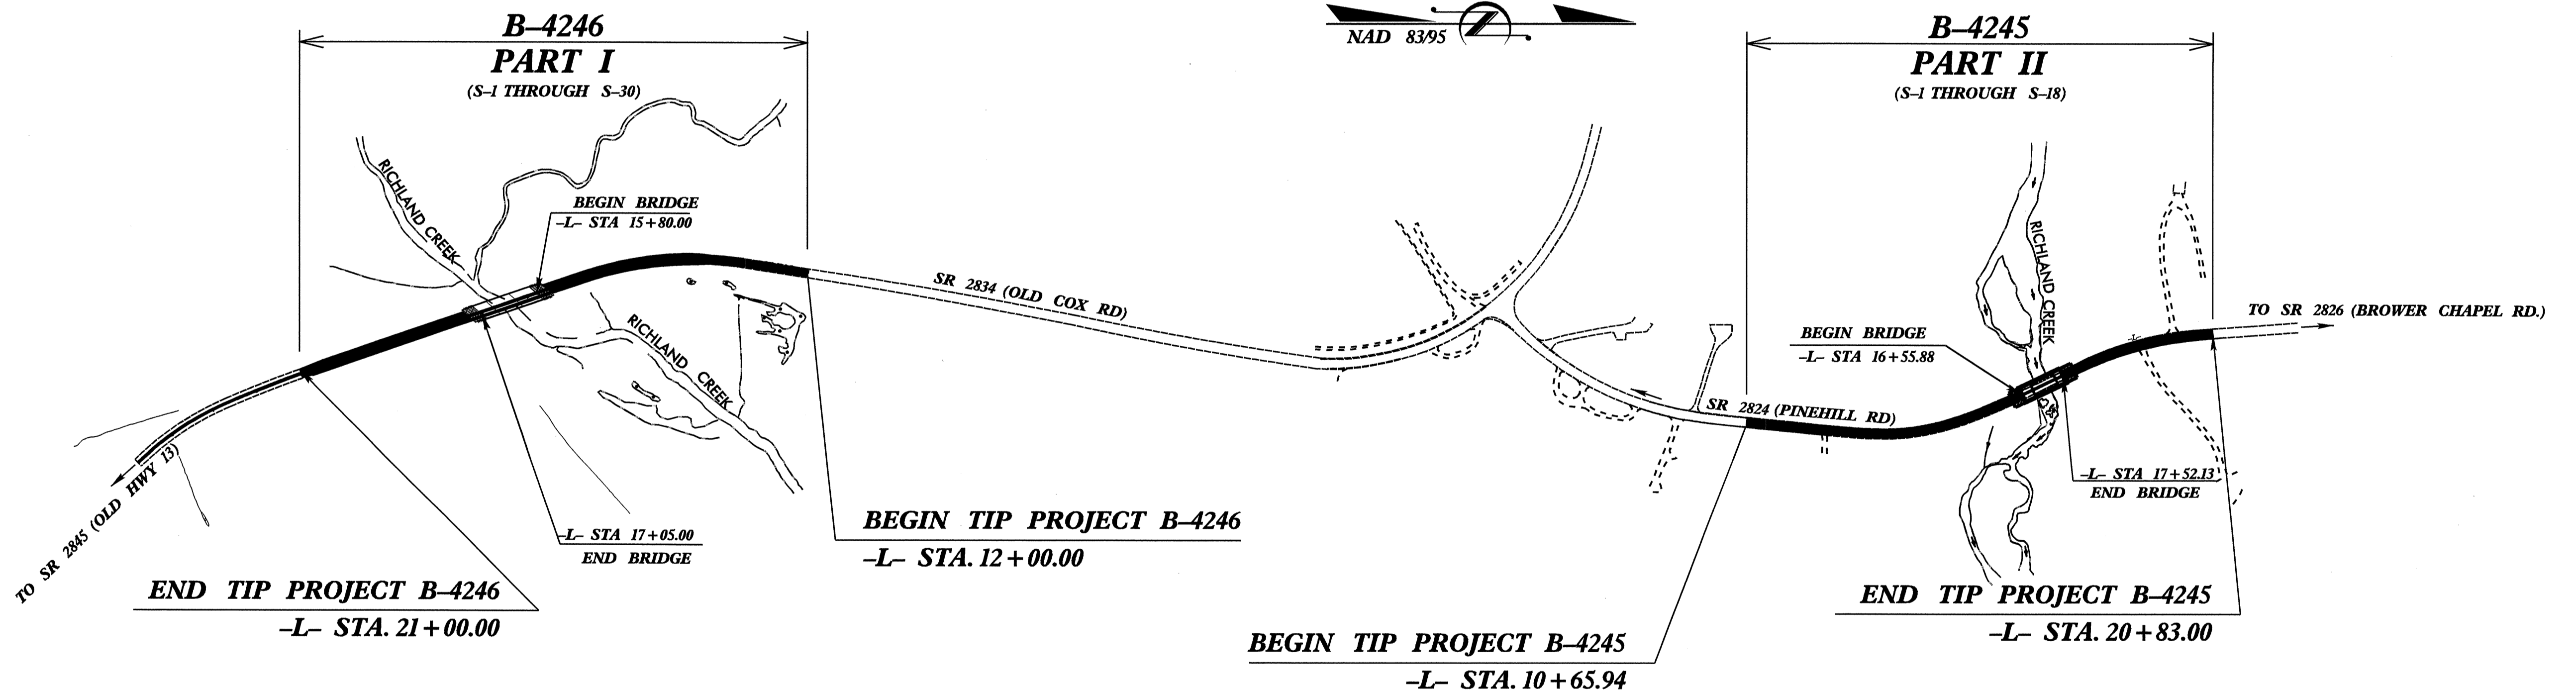 B–4246
PART I
(S–1 THROUGH S–30)
NAD 83/95
B–4245
PART II
(S–1 THROUGH S–18)
RICHLAND CREEK
BEGIN BRIDGE
–L– STA 15+80.00
SR 2834 (OLD COX RD)
RICHLAND CREEK
RICHLAND CREEK
TO SR 2826 (BROWER CHAPEL RD.)
BEGIN BRIDGE
–L– STA 16+55.88
SR 2824 (PINEHILL RD)
–L– STA 17+52.13
END BRIDGE
TO SR 2845 (OLD HWY 13)
–L– STA 17+05.00
END BRIDGE
BEGIN TIP PROJECT B–4246
–L– STA. 12+00.00
END TIP PROJECT B–4246
–L– STA. 21+00.00
END TIP PROJECT B–4245
–L– STA. 20+83.00
BEGIN TIP PROJECT B–4245
–L– STA. 10+65.94